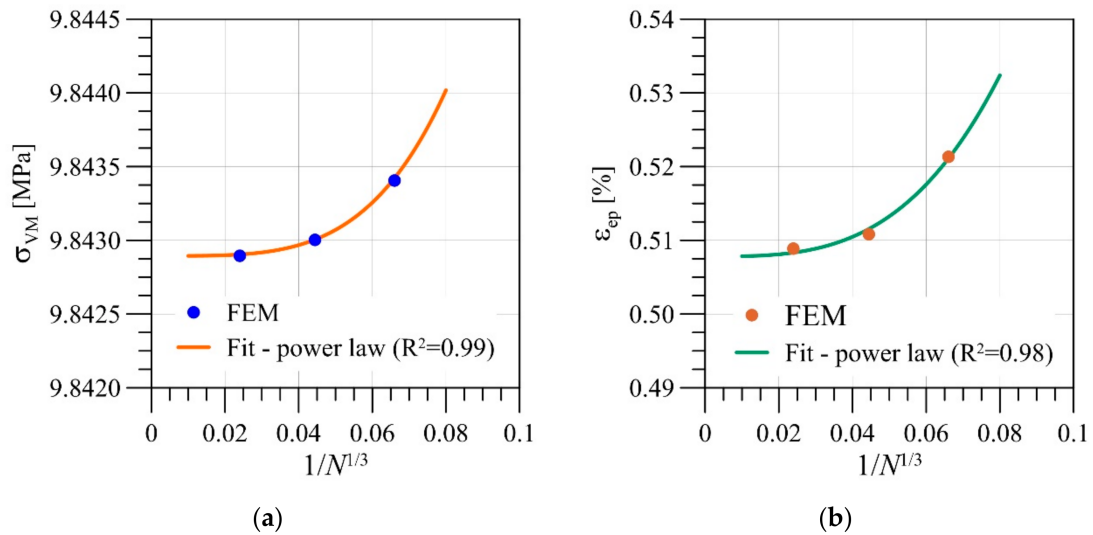 9.8445
9.8440
9.8435
9.8430
9.8425
9.8420
σVM [MPa]
0
0.02
0.04
0.06
0.08
0.1
1/N1/3
FEM
Fit - power law (R2=0.99)
(a)
0.54
0.53
0.52
0.51
0.50
0.49
εep [%]
0
0.02
0.04
0.06
0.08
0.1
1/N1/3
FEM
Fit - power law (R2=0.98)
(b)